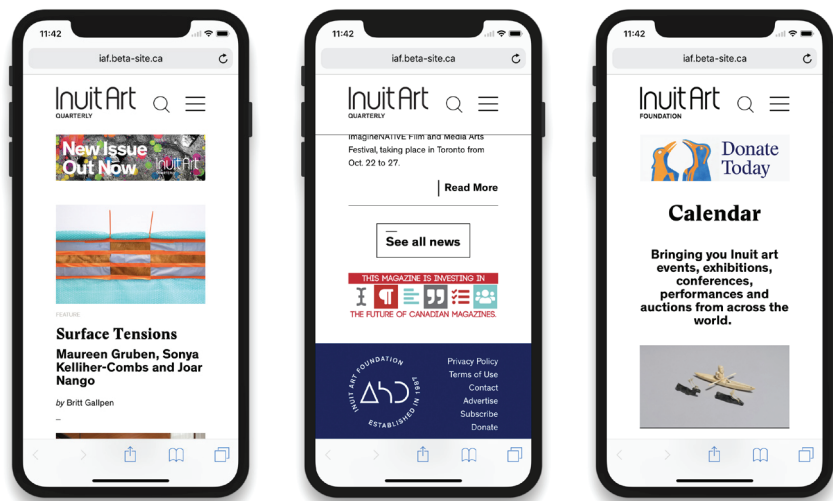 11:42
iaf.beta-site.ca
Inuit Art
QUARTERLY
New Issue
Out Now
Inuit Art
FEATURE
Surface Tensions
Maureen Gruben, Sonya
Kelliher-Combs and Joar
Nango
by Britt Gallpen
11:42
iaf.beta-site.ca
Inuit Art
QUARTERLY
imagineNATIVE Film and Media Arts
Festival, taking place in Toronto from
Oct. 22 to 27.
Read More
See all news
THIS MAGAZINE IS INVESTING IN
THE FUTURE OF CANADIAN MAGAZINES.
INUIT ART FOUNDATION
ESTABLISHED IN 1987
ᐃᓄᐃᑦ
Privacy Policy
Terms of Use
Contact
Advertise
Subscribe
Donate
11:42
iaf.beta-site.ca
Inuit Art
FOUNDATION
Donate
Today
Calendar
Bringing you Inuit art
events, exhibitions,
conferences,
performances and
auctions from across the
world.